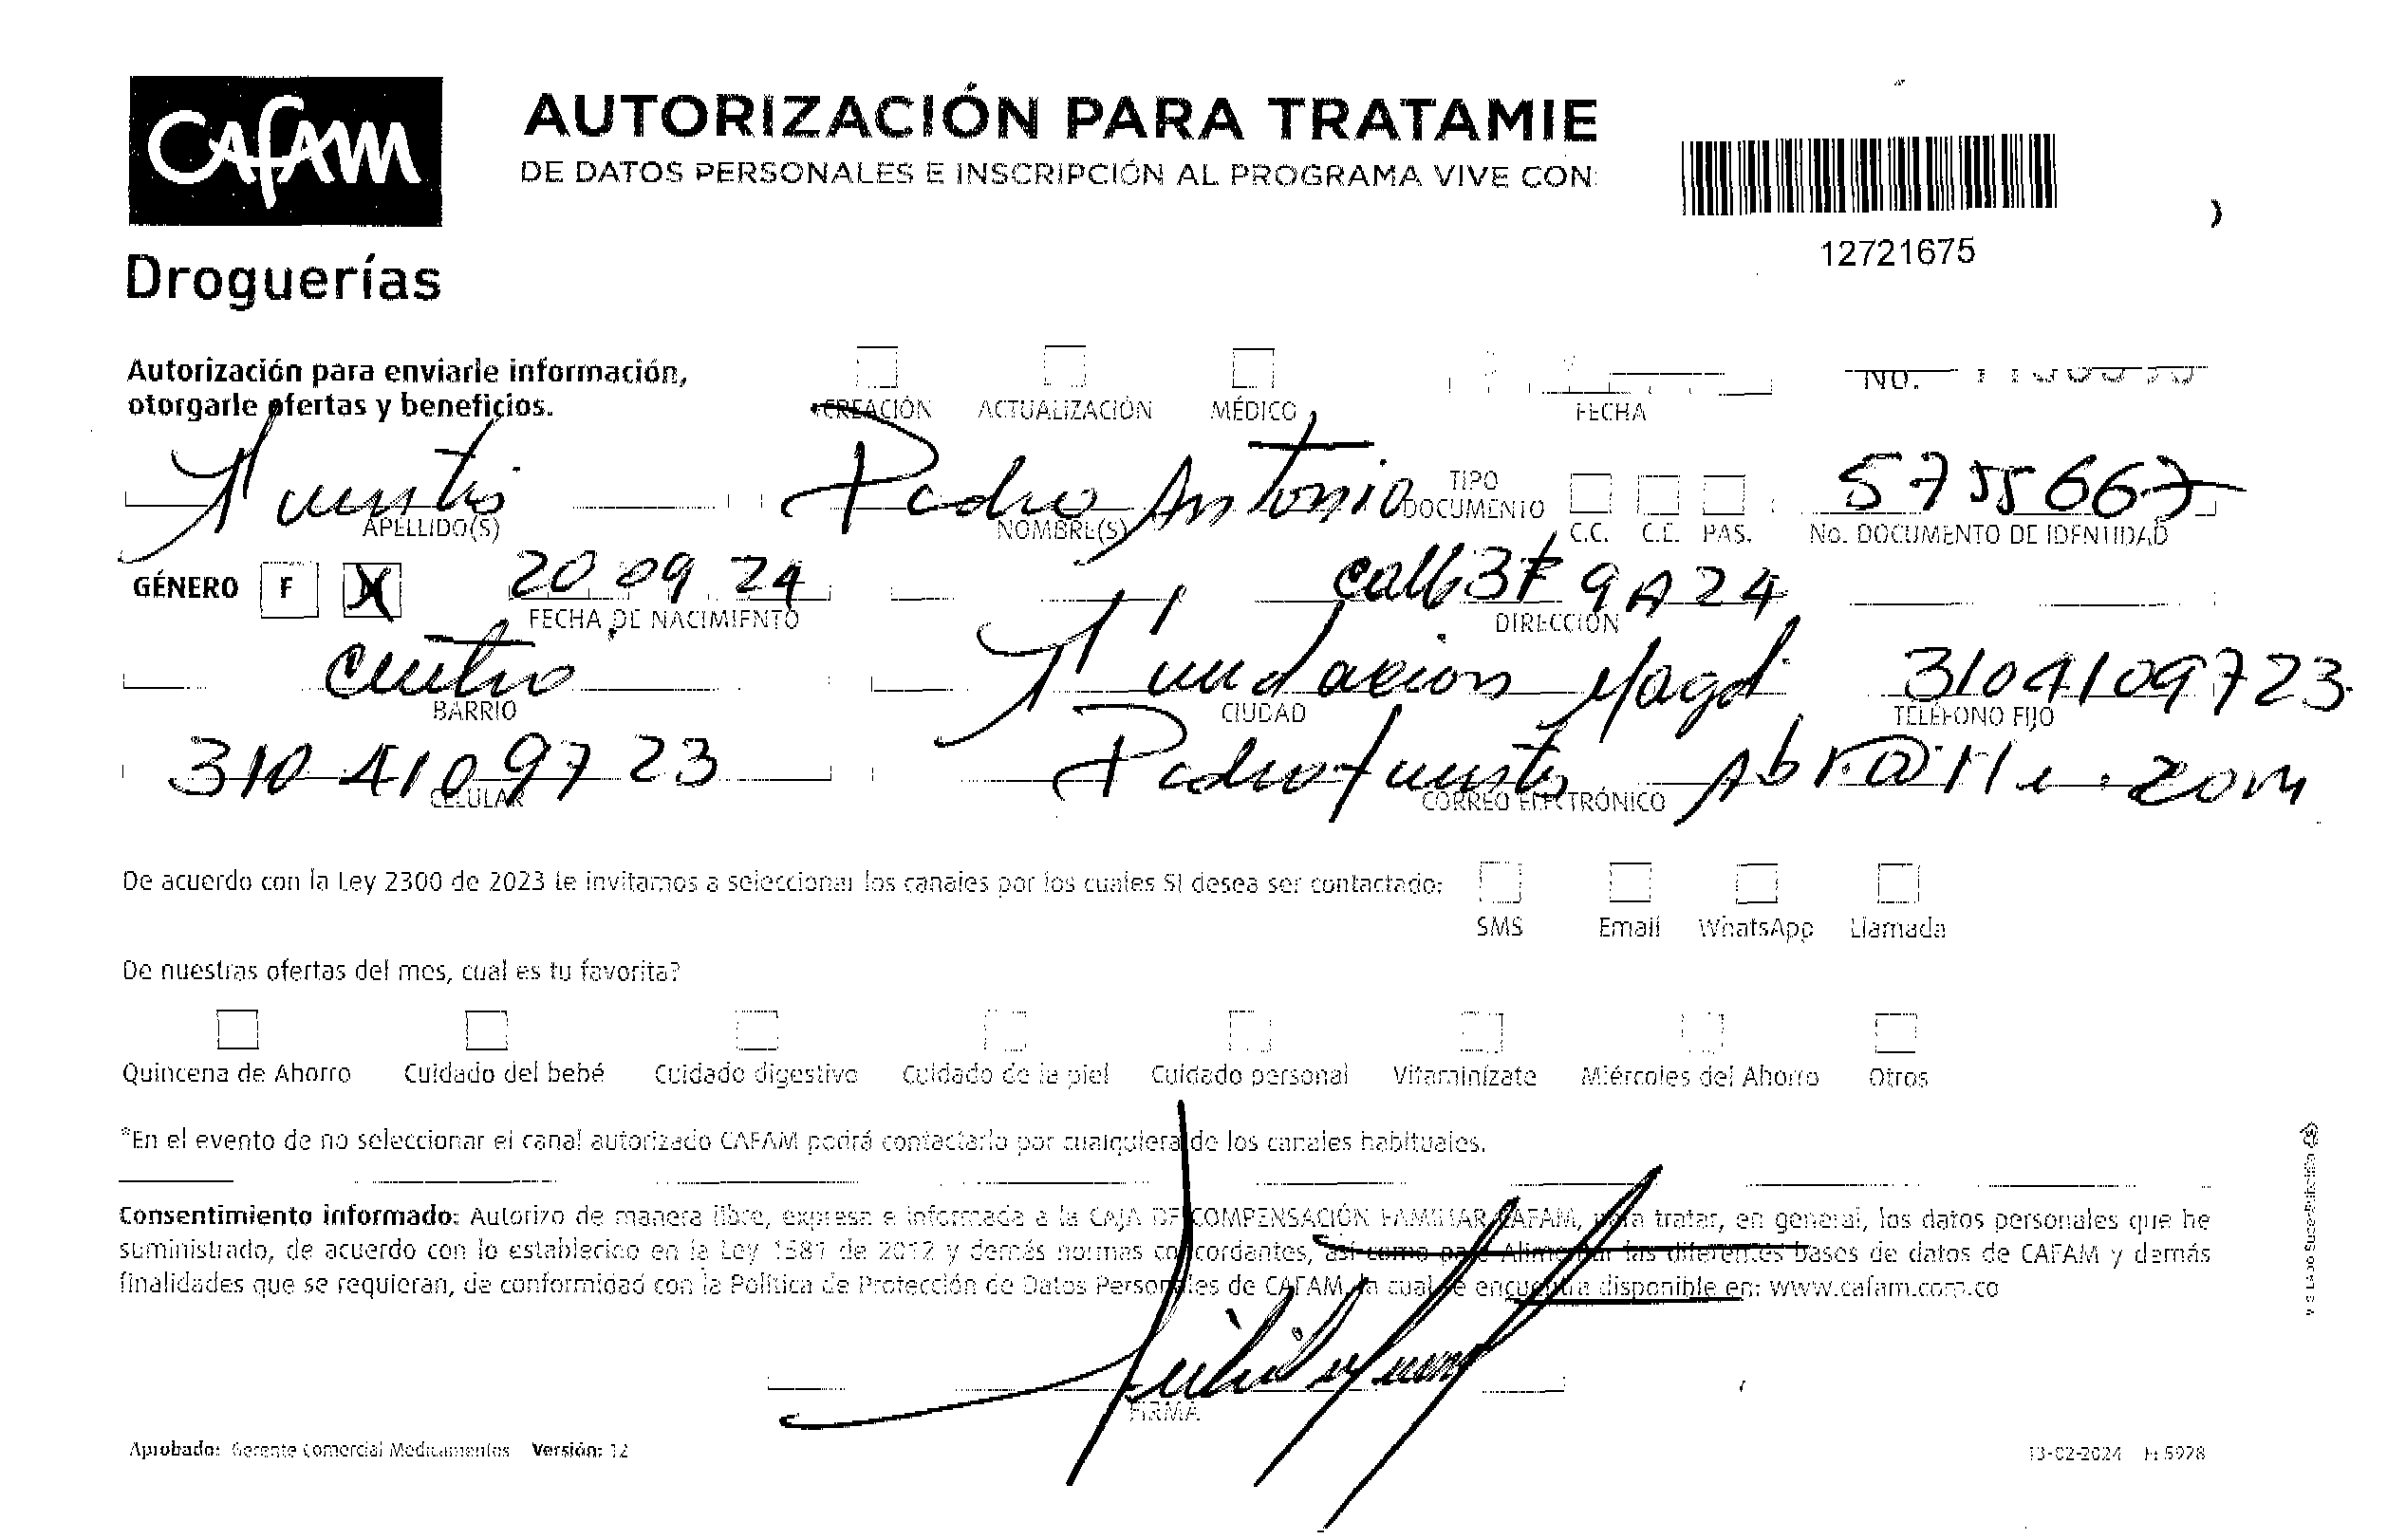 CAFAM
AUTORIZACIÓN PARA TRATAMIE
DE DATOS PERSONALES E INSCRIPCIÓN AL PROGRAMA VIVE CON
12721675
Droguerías
Autorización para enviarle información,
otorgarle ofertas y beneficios.
CREACIÓN ACTUALIZACIÓN MÉDICO FECHA NO.
Fuentes Pedro Antonio TIPO DOCUMENTO C.C. C.E. PAS. 5755667
APELLIDO(S) NOMBRE(S) No. DOCUMENTO DE IDENTIDAD
GÉNERO F 20 09 24 9A 24
FECHA DE NACIMIENTO DIRECCIÓN
Centro Fundacion Magd 3104109723
BARRIO CIUDAD TELÉFONO FIJO
310 410 97 23 Pedrofuentes
CELULAR CORREO ELECTRÓNICO
De acuerdo con la Ley 2300 de 2023 te invitamos a seleccionar los canales por los cuales SI desea ser contactado:
SMS Email WhatsApp Llamada
De nuestras ofertas del mes, cual es tu favorita?
Quincena de Ahorro Cuidado del bebé Cuidado digestivo Cuidado de la piel Cuidado personal Vitaminízate Miércoles del Ahorro Otros
*En el evento de no seleccionar el canal autorizado CAFAM podrá contactarlo por cualquiera de los canales habituales.
Consentimiento informado: Autorizo de manera libre, expresa e informada a la CAJA DE COMPENSACIÓN FAMILIAR CAFAM, para tratar, en general, los datos personales que he
suministrado, de acuerdo con lo establecido en la Ley 1581 de 2012 y demás normas concordantes, así como para Alimentar las diferentes bases de datos de CAFAM y demás
finalidades que se requieran, de conformidad con la Política de Protección de Datos Personales de CAFAM, la cual se encuentra disponible en: www.cafam.com.co
FIRMA
Aprobado: Gerente Comercial Medicamentos Versión: 12
13-02-2024 H 5978